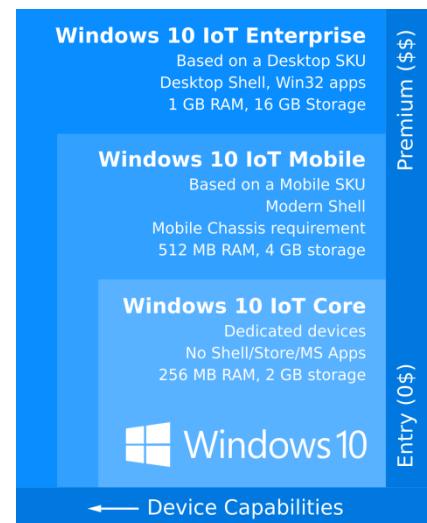 Windows 10 IoT Enterprise
Based on a Desktop SKU
Desktop Shell, Win32 apps
1 GB RAM, 16 GB Storage
Premium ($$)
Windows 10 IoT Mobile
Based on a Mobile SKU
Modern Shell
Mobile Chassis requirement
512 MB RAM, 4 GB storage
Windows 10 IoT Core
Dedicated devices
No Shell/Store/MS Apps
256 MB RAM, 2 GB storage
Entry (0$)
Windows 10
Device Capabilities